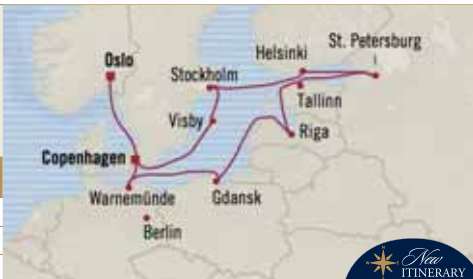 Oslo
Helsinki
St. Petersburg
Stockholm
Tallinn
Visby
Riga
Copenhagen
Warnemünde
Gdansk
Berlin
New
ITINERARY